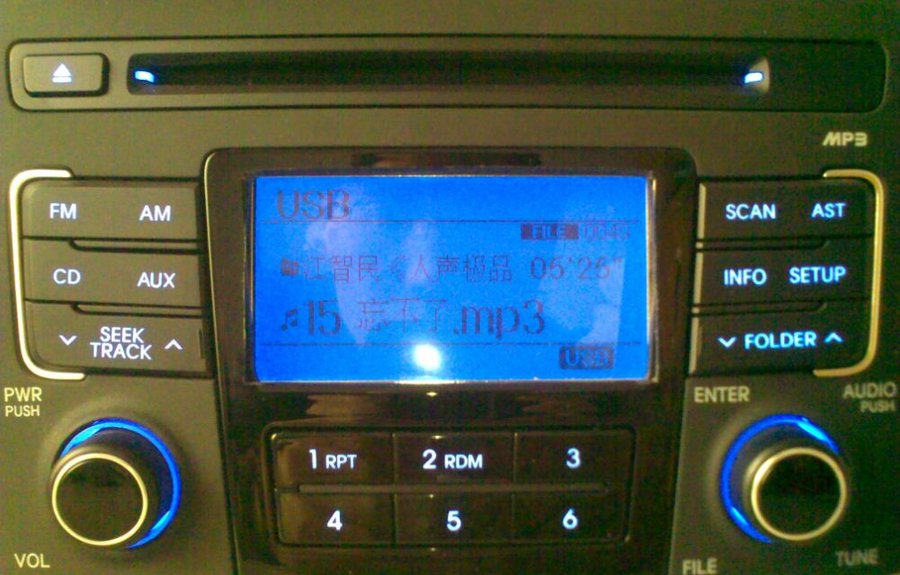 MP3
FM AM
CD AUX
SEEK
TRACK
USB
FILE
江智民《人声极品 05'26"
15 忘不了.mp3
USB
SCAN AST
INFO SETUP
FOLDER
PWR
PUSH
VOL
1 RPT 2 RDM 3
4 5 6
ENTER
AUDIO
PUSH
FILE
TUNE